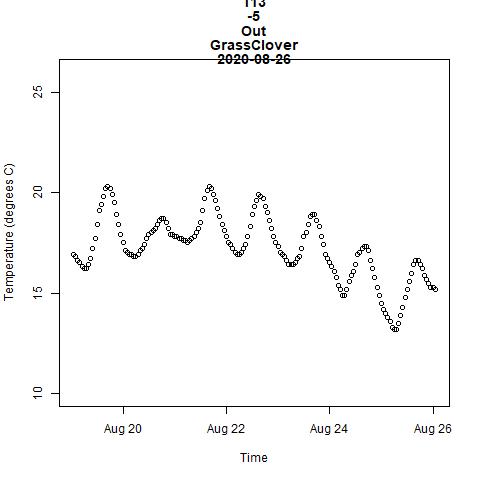 113
-5
Out
GrassClover
2020-08-26
25
20
15
10
Temperature (degrees C)
Aug 20
Aug 22
Aug 24
Aug 26
Time